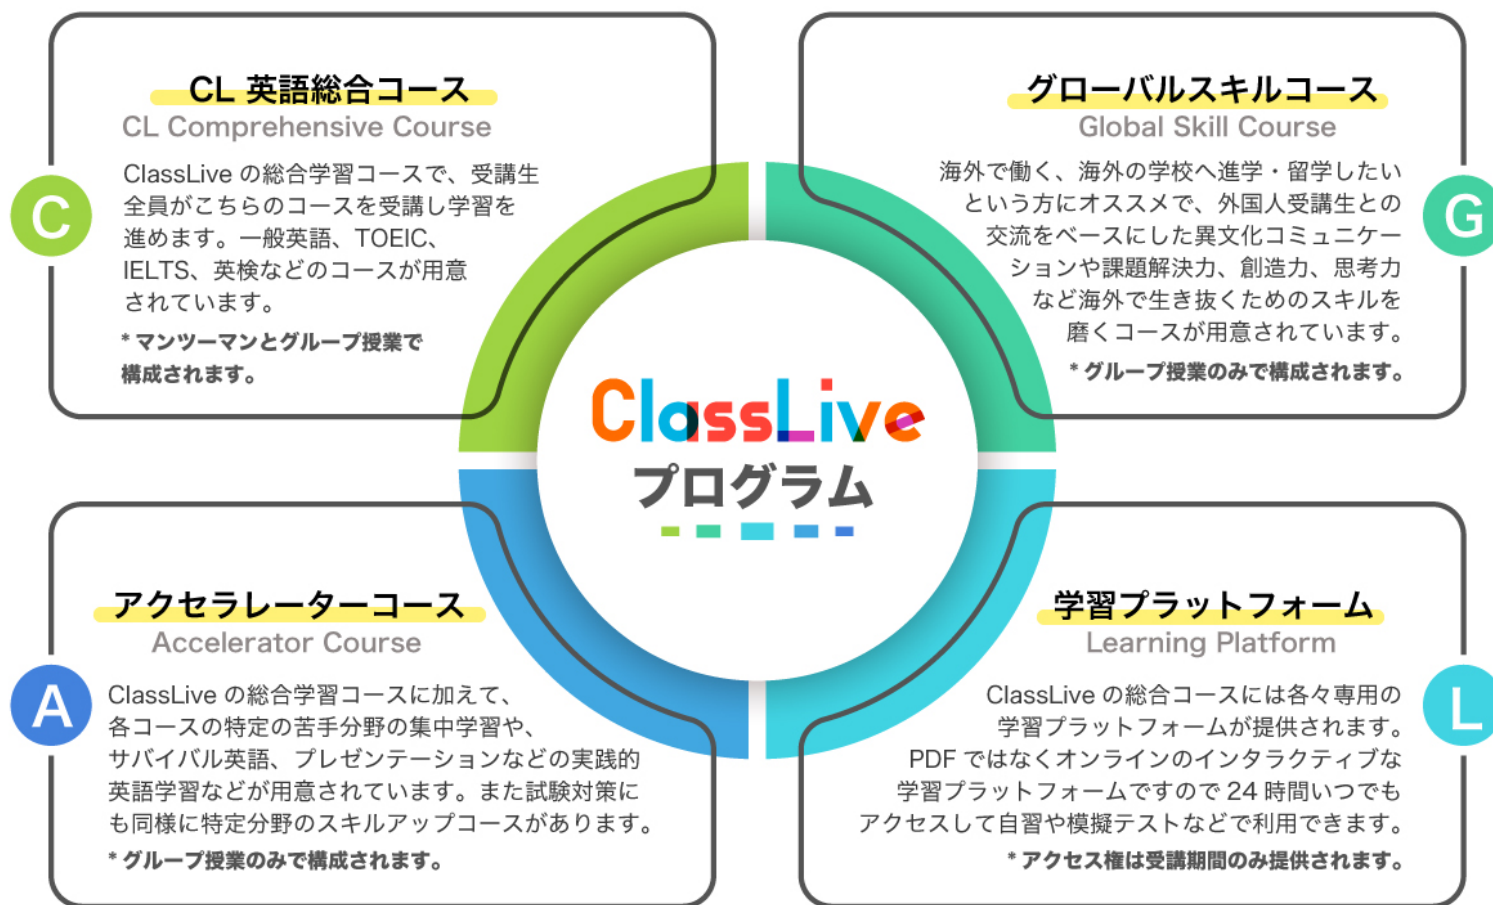 CL 英語総合コース
CL Comprehensive Course
C
ClassLive の総合学習コースで、受講生
全員がこちらのコースを受講し学習を
進めます。一般英語、TOEIC、
IELTS、英検などのコースが用意
されています。
* マンツーマンとグループ授業で
構成されます。
グローバルスキルコース
Global Skill Course
G
海外で働く、海外の学校へ進学・留学したい
という方にオススメで、外国人受講生との
交流をベースにした異文化コミュニケー
ションや課題解決力、創造力、思考力
など海外で生き抜くためのスキルを
磨くコースが用意されています。
* グループ授業のみで構成されます。
ClassLive
プログラム
アクセラレーターコース
Accelerator Course
A
ClassLive の総合学習コースに加えて、
各コースの特定の苦手分野の集中学習や、
サバイバル英語、プレゼンテーションなどの実践的
英語学習などが用意されています。また試験対策に
も同様に特定分野のスキルアップコースがあります。
* グループ授業のみで構成されます。
学習プラットフォーム
Learning Platform
L
ClassLive の総合コースには各々専用の
学習プラットフォームが提供されます。
PDF ではなくオンラインのインタラクティブな
学習プラットフォームですので 24 時間いつでも
アクセスして自習や模擬テストなどで利用できます。
* アクセス権は受講期間のみ提供されます。